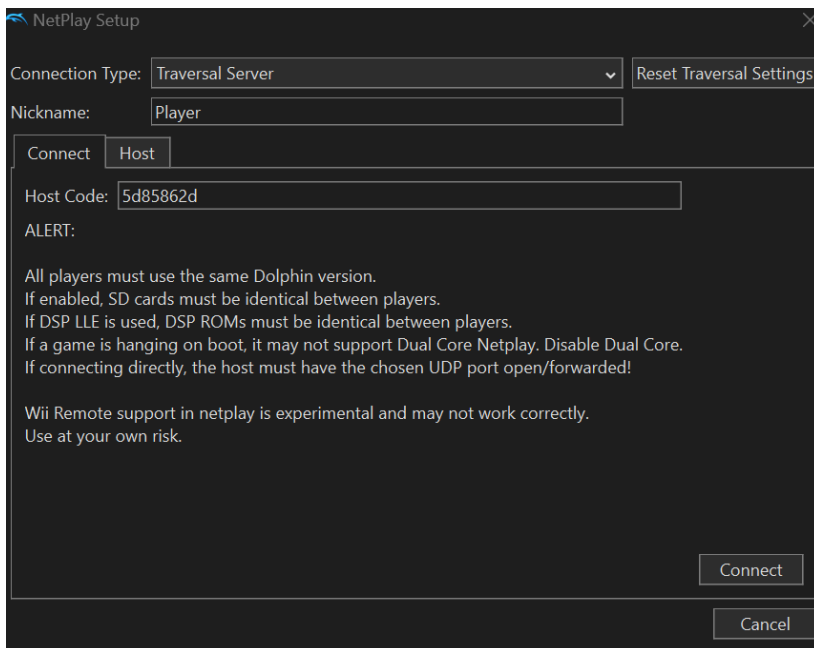 NetPlay Setup
Connection Type: Traversal Server Reset Traversal Settings
Nickname: Player
Connect Host
Host Code: 5d85862d
ALERT:
All players must use the same Dolphin version.
If enabled, SD cards must be identical between players.
If DSP LLE is used, DSP ROMs must be identical between players.
If a game is hanging on boot, it may not support Dual Core Netplay. Disable Dual Core.
If connecting directly, the host must have the chosen UDP port open/forwarded!
Wii Remote support in netplay is experimental and may not work correctly.
Use at your own risk.
Connect
Cancel